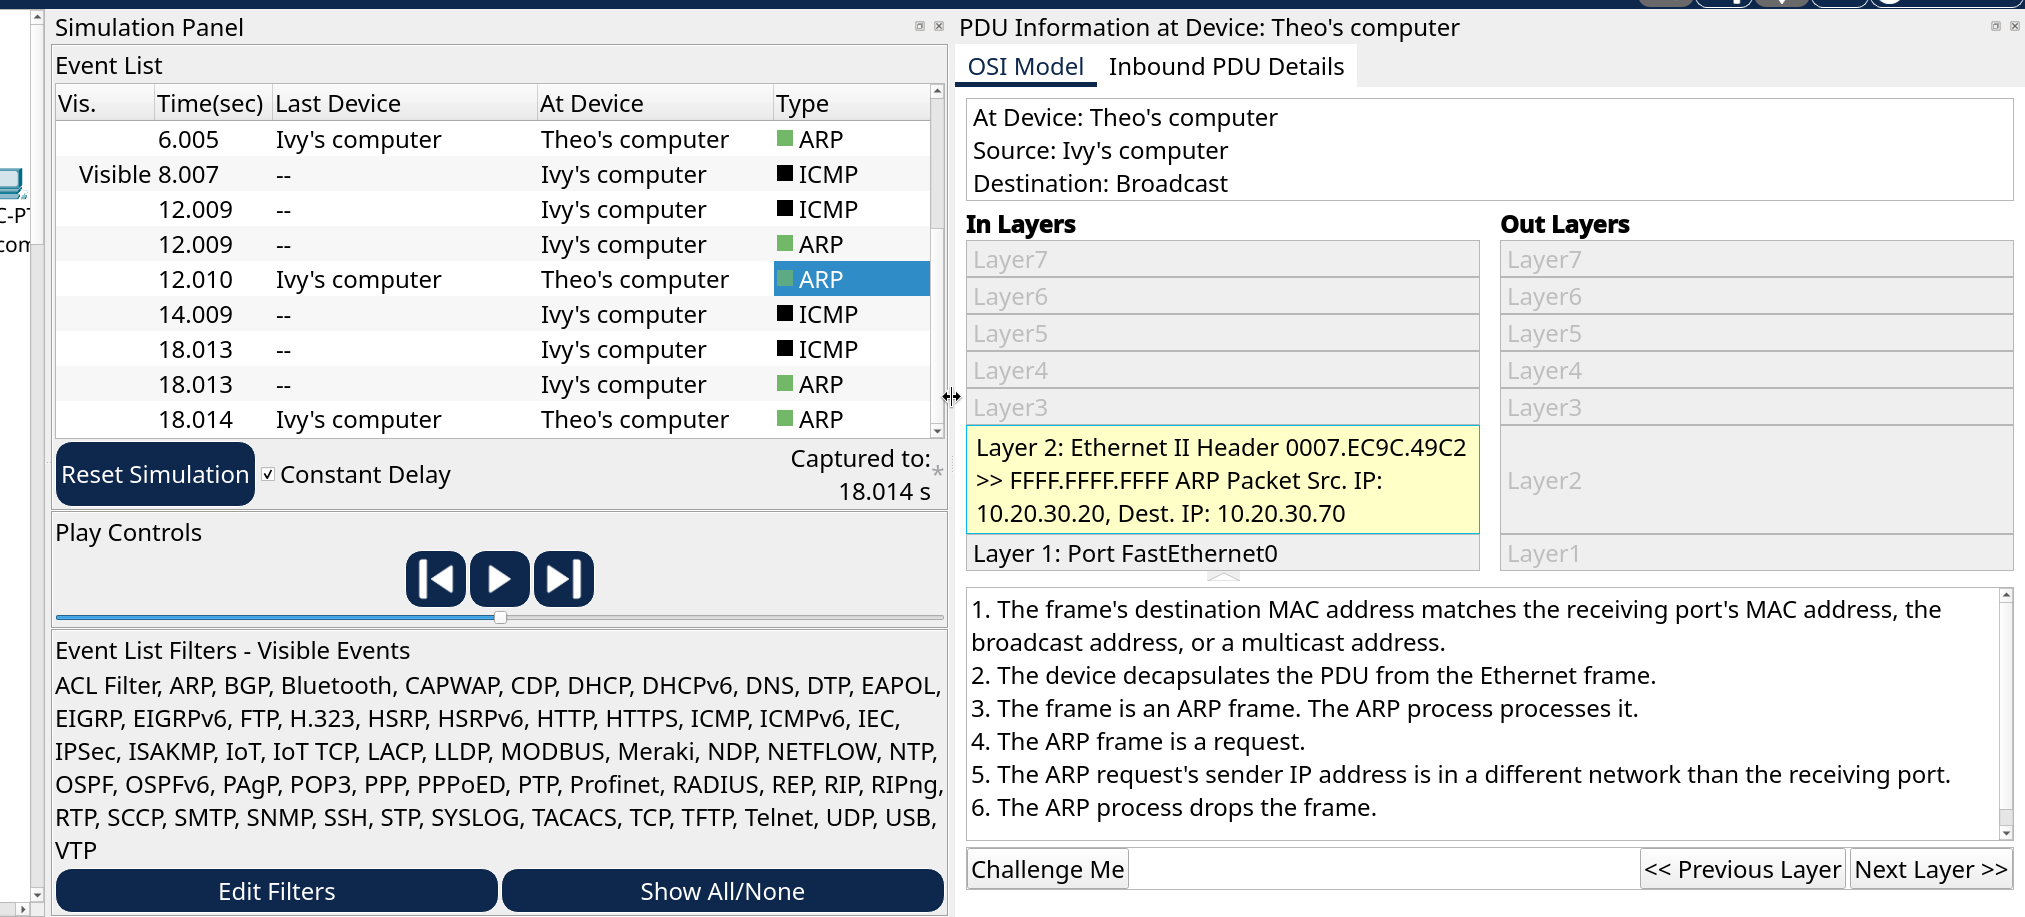 Simulation Panel
Event List
Vis. Time(sec) Last Device At Device Type
6.005 Ivy's computer Theo's computer ARP
Visible 8.007 -- Ivy's computer ICMP
12.009 -- Ivy's computer ICMP
12.009 -- Ivy's computer ARP
12.010 Ivy's computer Theo's computer ARP
14.009 -- Ivy's computer ICMP
18.013 -- Ivy's computer ICMP
18.013 -- Ivy's computer ARP
18.014 Ivy's computer Theo's computer ARP
Reset Simulation Constant Delay
Captured to: *
18.014 s
Play Controls
Event List Filters - Visible Events
ACL Filter, ARP, BGP, Bluetooth, CAPWAP, CDP, DHCP, DHCPv6, DNS, DTP, EAPOL,
EIGRP, EIGRPv6, FTP, H.323, HSRP, HSRPv6, HTTP, HTTPS, ICMP, ICMPv6, IEC,
IPSec, ISAKMP, IoT, IoT TCP, LACP, LLDP, MODBUS, Meraki, NDP, NETFLOW, NTP,
OSPF, OSPFv6, PAgP, POP3, PPP, PPPoED, PTP, Profinet, RADIUS, REP, RIP, RIPng,
RTP, SCCP, SMTP, SNMP, SSH, STP, SYSLOG, TACACS, TCP, TFTP, Telnet, UDP, USB,
VTP
Edit Filters Show All/None
PDU Information at Device: Theo's computer
OSI Model Inbound PDU Details
At Device: Theo's computer
Source: Ivy's computer
Destination: Broadcast
In Layers
Layer7
Layer6
Layer5
Layer4
Layer3
Layer 2: Ethernet II Header 0007.EC9C.49C2
>> FFFF.FFFF.FFFF ARP Packet Src. IP:
10.20.30.20, Dest. IP: 10.20.30.70
Layer 1: Port FastEthernet0
Out Layers
Layer7
Layer6
Layer5
Layer4
Layer3
Layer2
Layer1
1. The frame's destination MAC address matches the receiving port's MAC address, the
broadcast address, or a multicast address.
2. The device decapsulates the PDU from the Ethernet frame.
3. The frame is an ARP frame. The ARP process processes it.
4. The ARP frame is a request.
5. The ARP request's sender IP address is in a different network than the receiving port.
6. The ARP process drops the frame.
Challenge Me << Previous Layer Next Layer >>